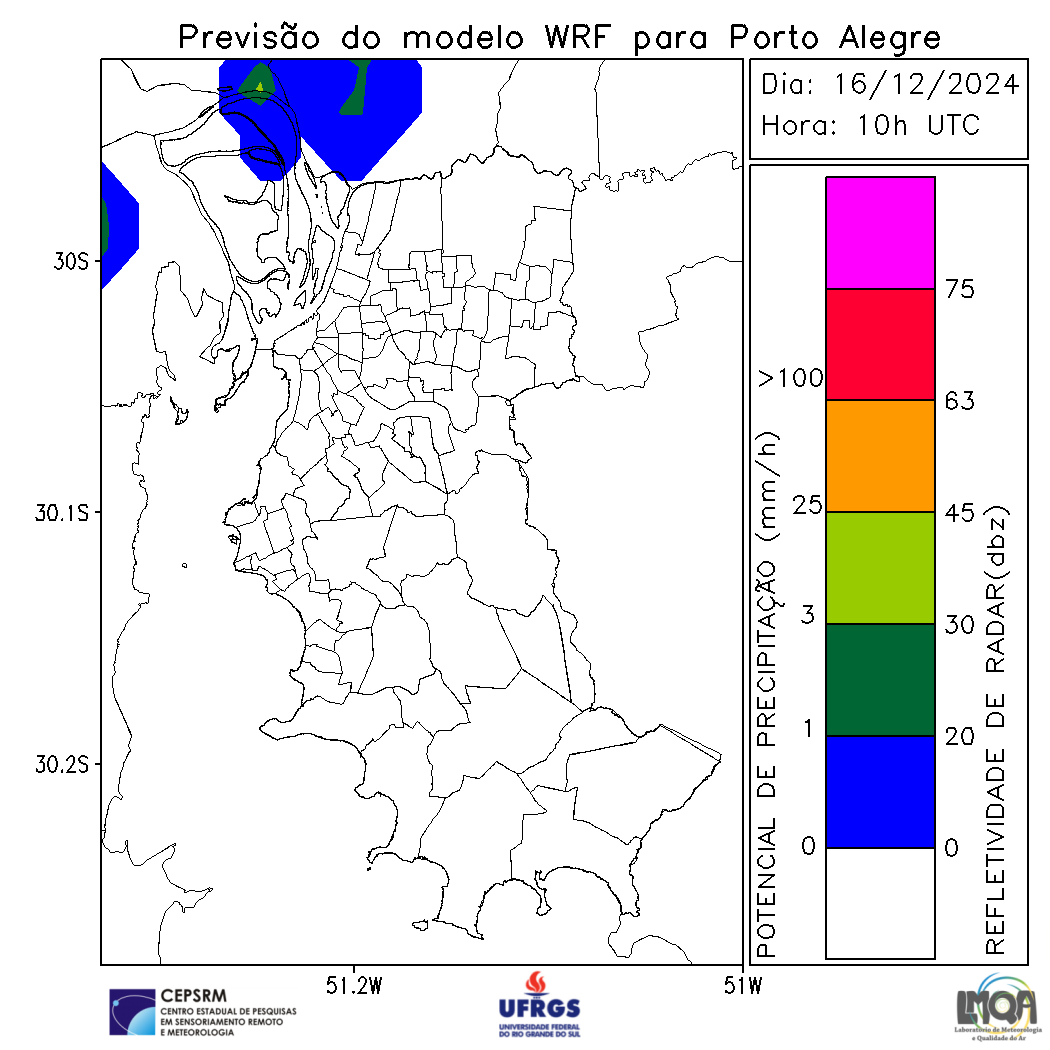 Previsão do modelo WRF para Porto Alegre
Dia: 16/12/2024
Hora: 10h UTC
30S
30.1S
30.2S
51.2W
51W
POTENCIAL DE PRECIPITAÇÃO (mm/h)
>100
25
3
1
0
75
63
45
30
20
0
REFLETIVIDADE DE RADAR(dbz)
CEPSRM
CENTRO ESTADUAL DE PESQUISAS
EM SENSORIAMENTO REMOTO
E METEOROLOGIA
UFRGS
UNIVERSIDADE FEDERAL
DO RIO GRANDE DO SUL
LMQA
Laboratório de Meteorologia
e Qualidade do Ar